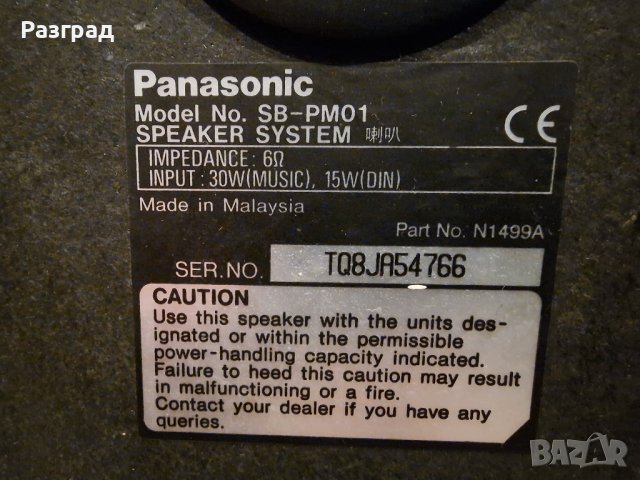 Разград
Panasonic
Model No. SB-PM01
SPEAKER SYSTEM 喇叭
CE
IMPEDANCE: 6Ω
INPUT: 30W(MUSIC), 15W(DIN)
Made in Malaysia
Part No. N1499A
SER.NO. TQ8JA54766
CAUTION
Use this speaker with the units des-
ignated or within the permissible
power-handling capacity indicated.
Failure to heed this caution may result
in malfunctioning or a fire.
Contact your dealer if you have any
queries.
BAZAR